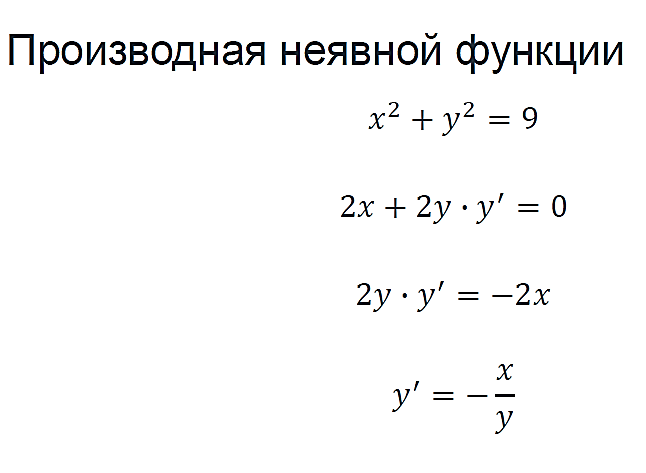 Производная неявной функции
x² + y² = 9
2x + 2y · y′ = 0
2y · y′ = −2x
y′ = −x/y